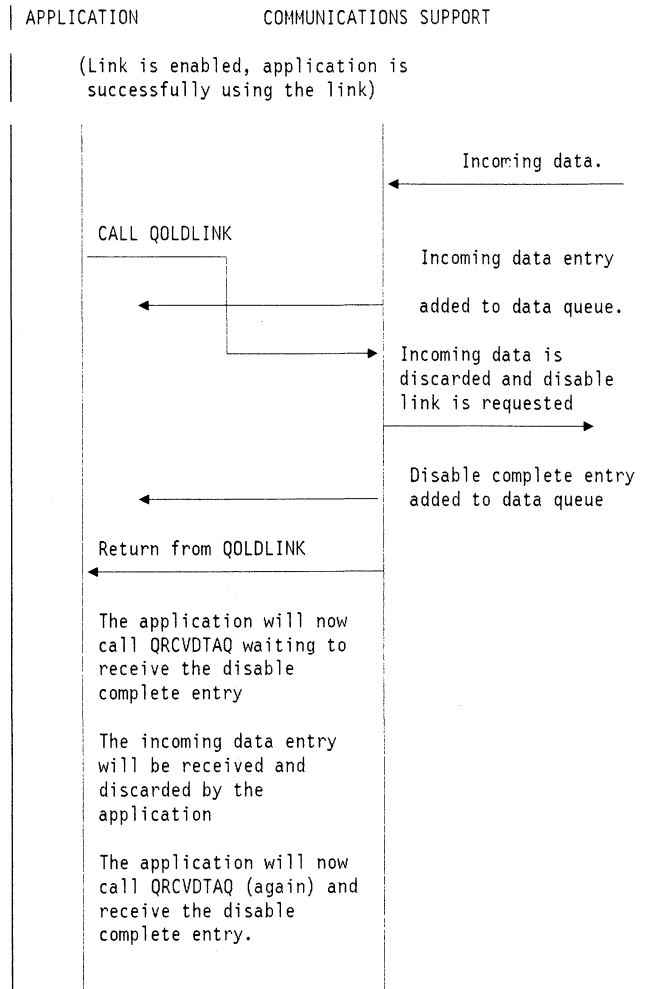 APPLICATION COMMUNICATIONS SUPPORT
(Link is enabled, application is
successfully using the link)
Incoming data.
CALL QOLDLINK
Incoming data entry
added to data queue.
Incoming data is
discarded and disable
link is requested
Disable complete entry
added to data queue
Return from QOLDLINK
The application will now
call QRCVDTAQ waiting to
receive the disable
complete entry
The incoming data entry
will be received and
discarded by the
application
The application will now
call QRCVDTAQ (again) and
receive the disable
complete entry.